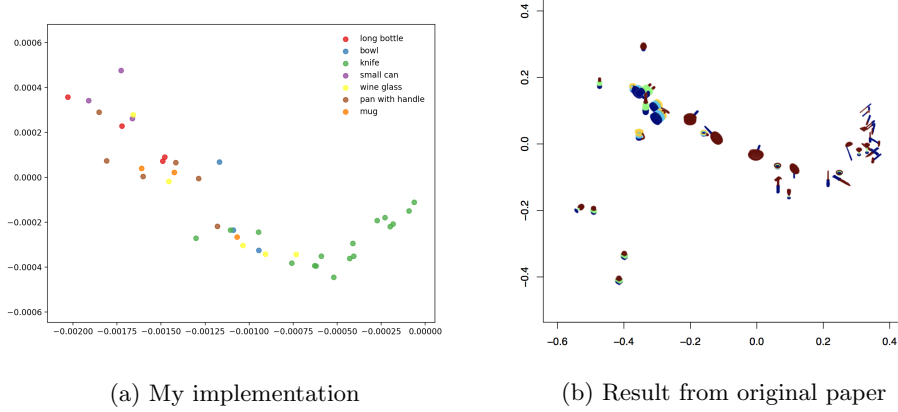 0.0006
0.0004
0.0002
0.0000
−0.0002
−0.0004
−0.0006
−0.00200 −0.00175 −0.00150 −0.00125 −0.00100 −0.00075 −0.00050 −0.00025 0.00000
long bottle
bowl
knife
small can
wine glass
pan with handle
mug
(a) My implementation
0.4
0.2
0.0
−0.2
−0.4
−0.6 −0.4 −0.2 0.0 0.2 0.4
(b) Result from original paper